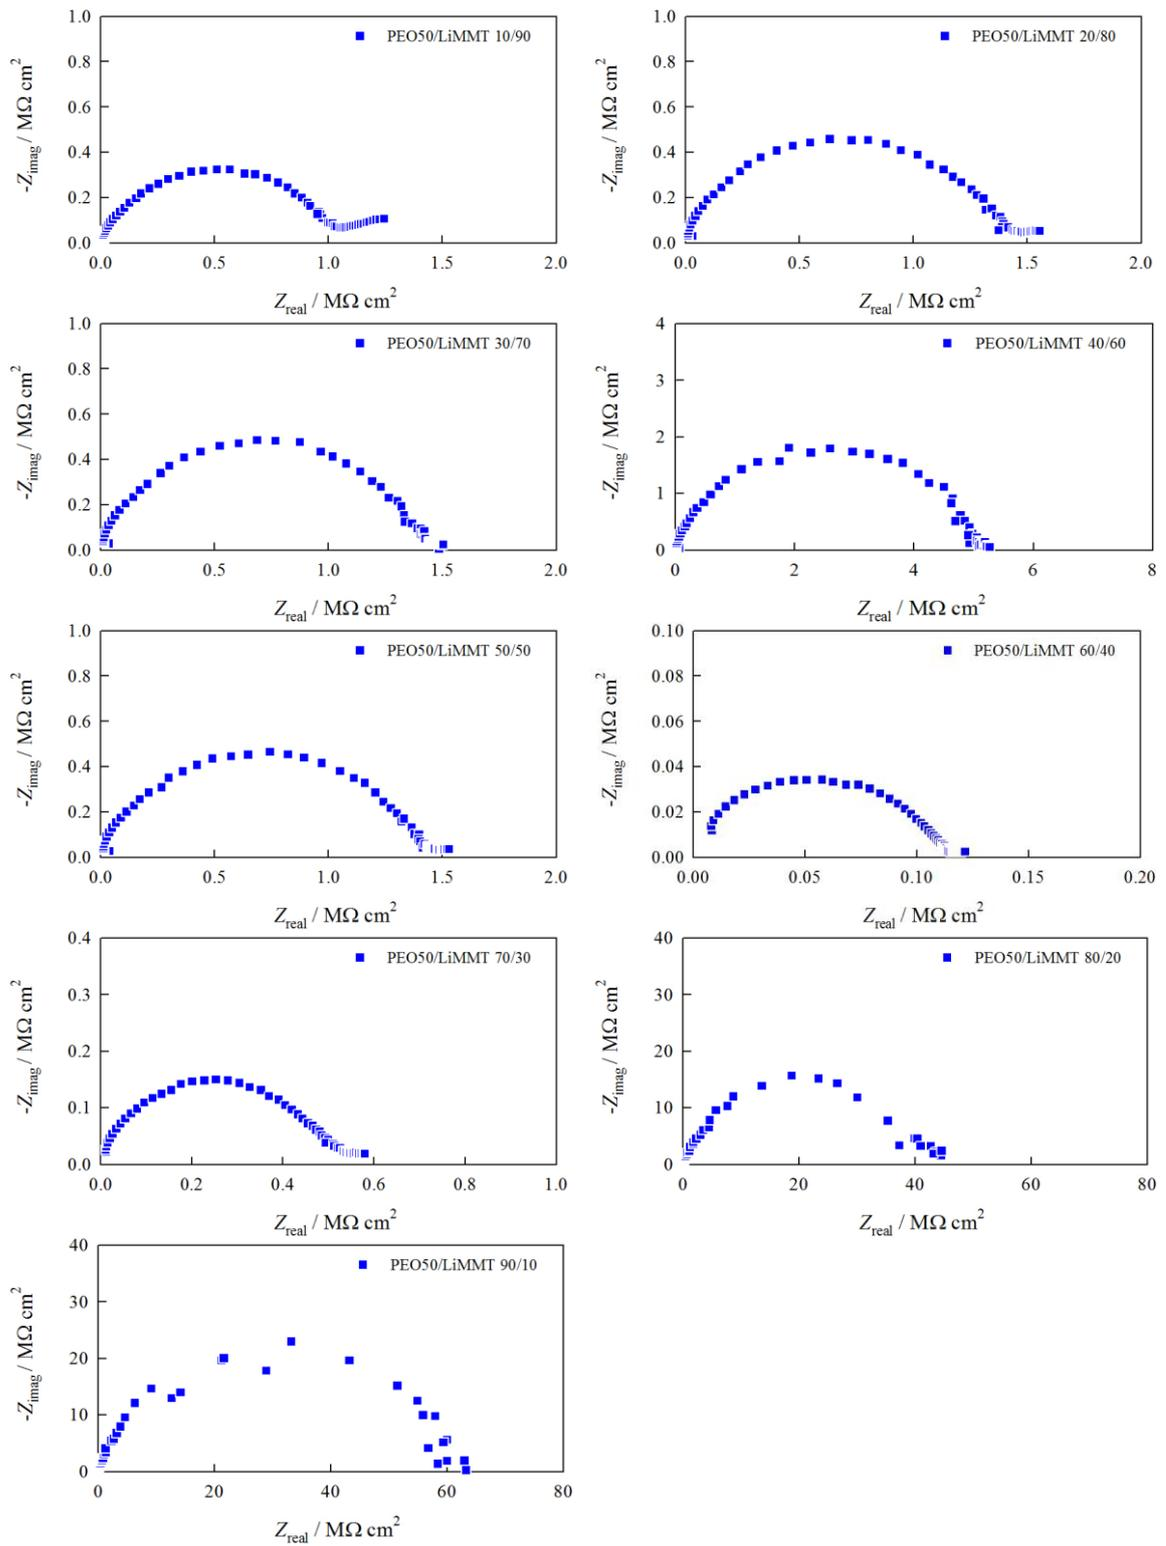 PEO50/LiMMT 10/90
-Zimag / MΩ cm2
1.0
0.8
0.6
0.4
0.2
0.0
0.0 0.5 1.0 1.5 2.0
Zreal / MΩ cm2
PEO50/LiMMT 20/80
-Zimag / MΩ cm2
1.0
0.8
0.6
0.4
0.2
0.0
0.0 0.5 1.0 1.5 2.0
Zreal / MΩ cm2
PEO50/LiMMT 30/70
-Zimag / MΩ cm2
1.0
0.8
0.6
0.4
0.2
0.0
0.0 0.5 1.0 1.5 2.0
Zreal / MΩ cm2
PEO50/LiMMT 40/60
-Zimag / MΩ cm2
4
3
2
1
0
0 2 4 6 8
Zreal / MΩ cm2
PEO50/LiMMT 50/50
-Zimag / MΩ cm2
1.0
0.8
0.6
0.4
0.2
0.0
0.0 0.5 1.0 1.5 2.0
Zreal / MΩ cm2
PEO50/LiMMT 60/40
-Zimag / MΩ cm2
0.10
0.08
0.06
0.04
0.02
0.00
0.00 0.05 0.10 0.15 0.20
Zreal / MΩ cm2
PEO50/LiMMT 70/30
-Zimag / MΩ cm2
0.4
0.3
0.2
0.1
0.0
0.0 0.2 0.4 0.6 0.8 1.0
Zreal / MΩ cm2
PEO50/LiMMT 80/20
-Zimag / MΩ cm2
40
30
20
10
0
0 20 40 60 80
Zreal / MΩ cm2
PEO50/LiMMT 90/10
-Zimag / MΩ cm2
40
30
20
10
0
0 20 40 60 80
Zreal / MΩ cm2